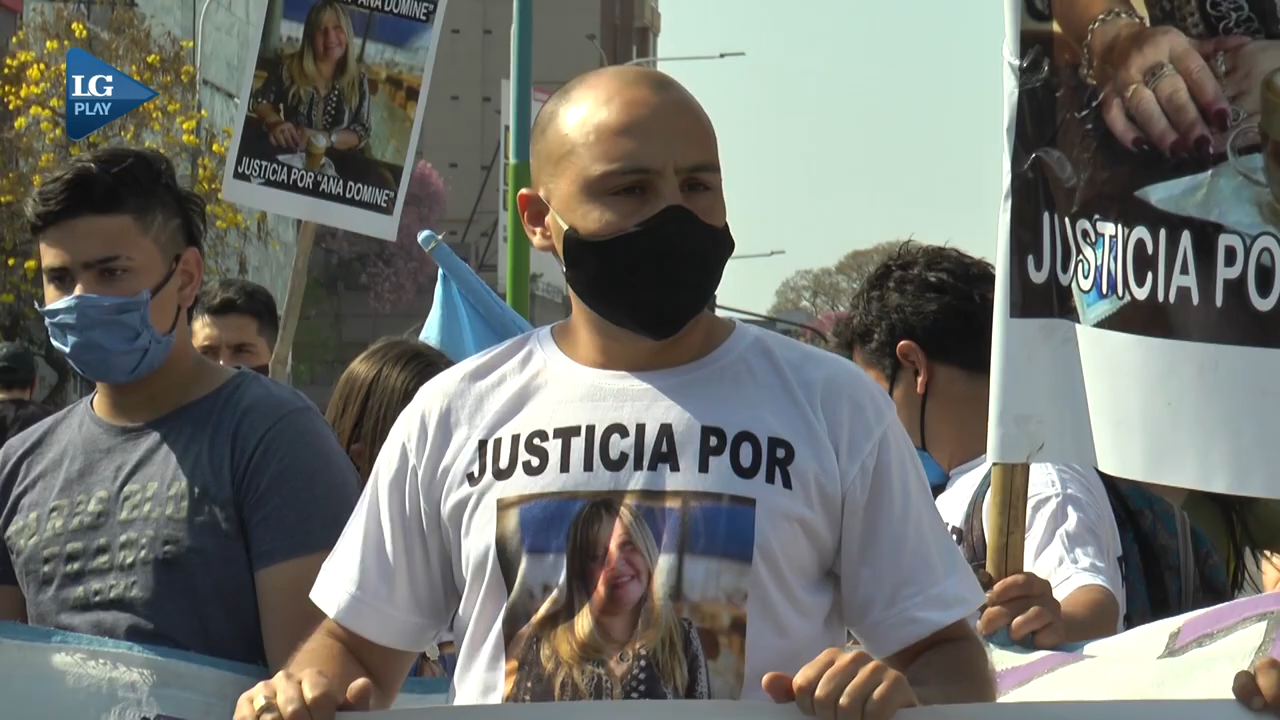 LG
PLAY
"ANA DOMINE"
JUSTICIA POR "ANA DOMINE"
JUSTICIA PO
JUSTICIA POR